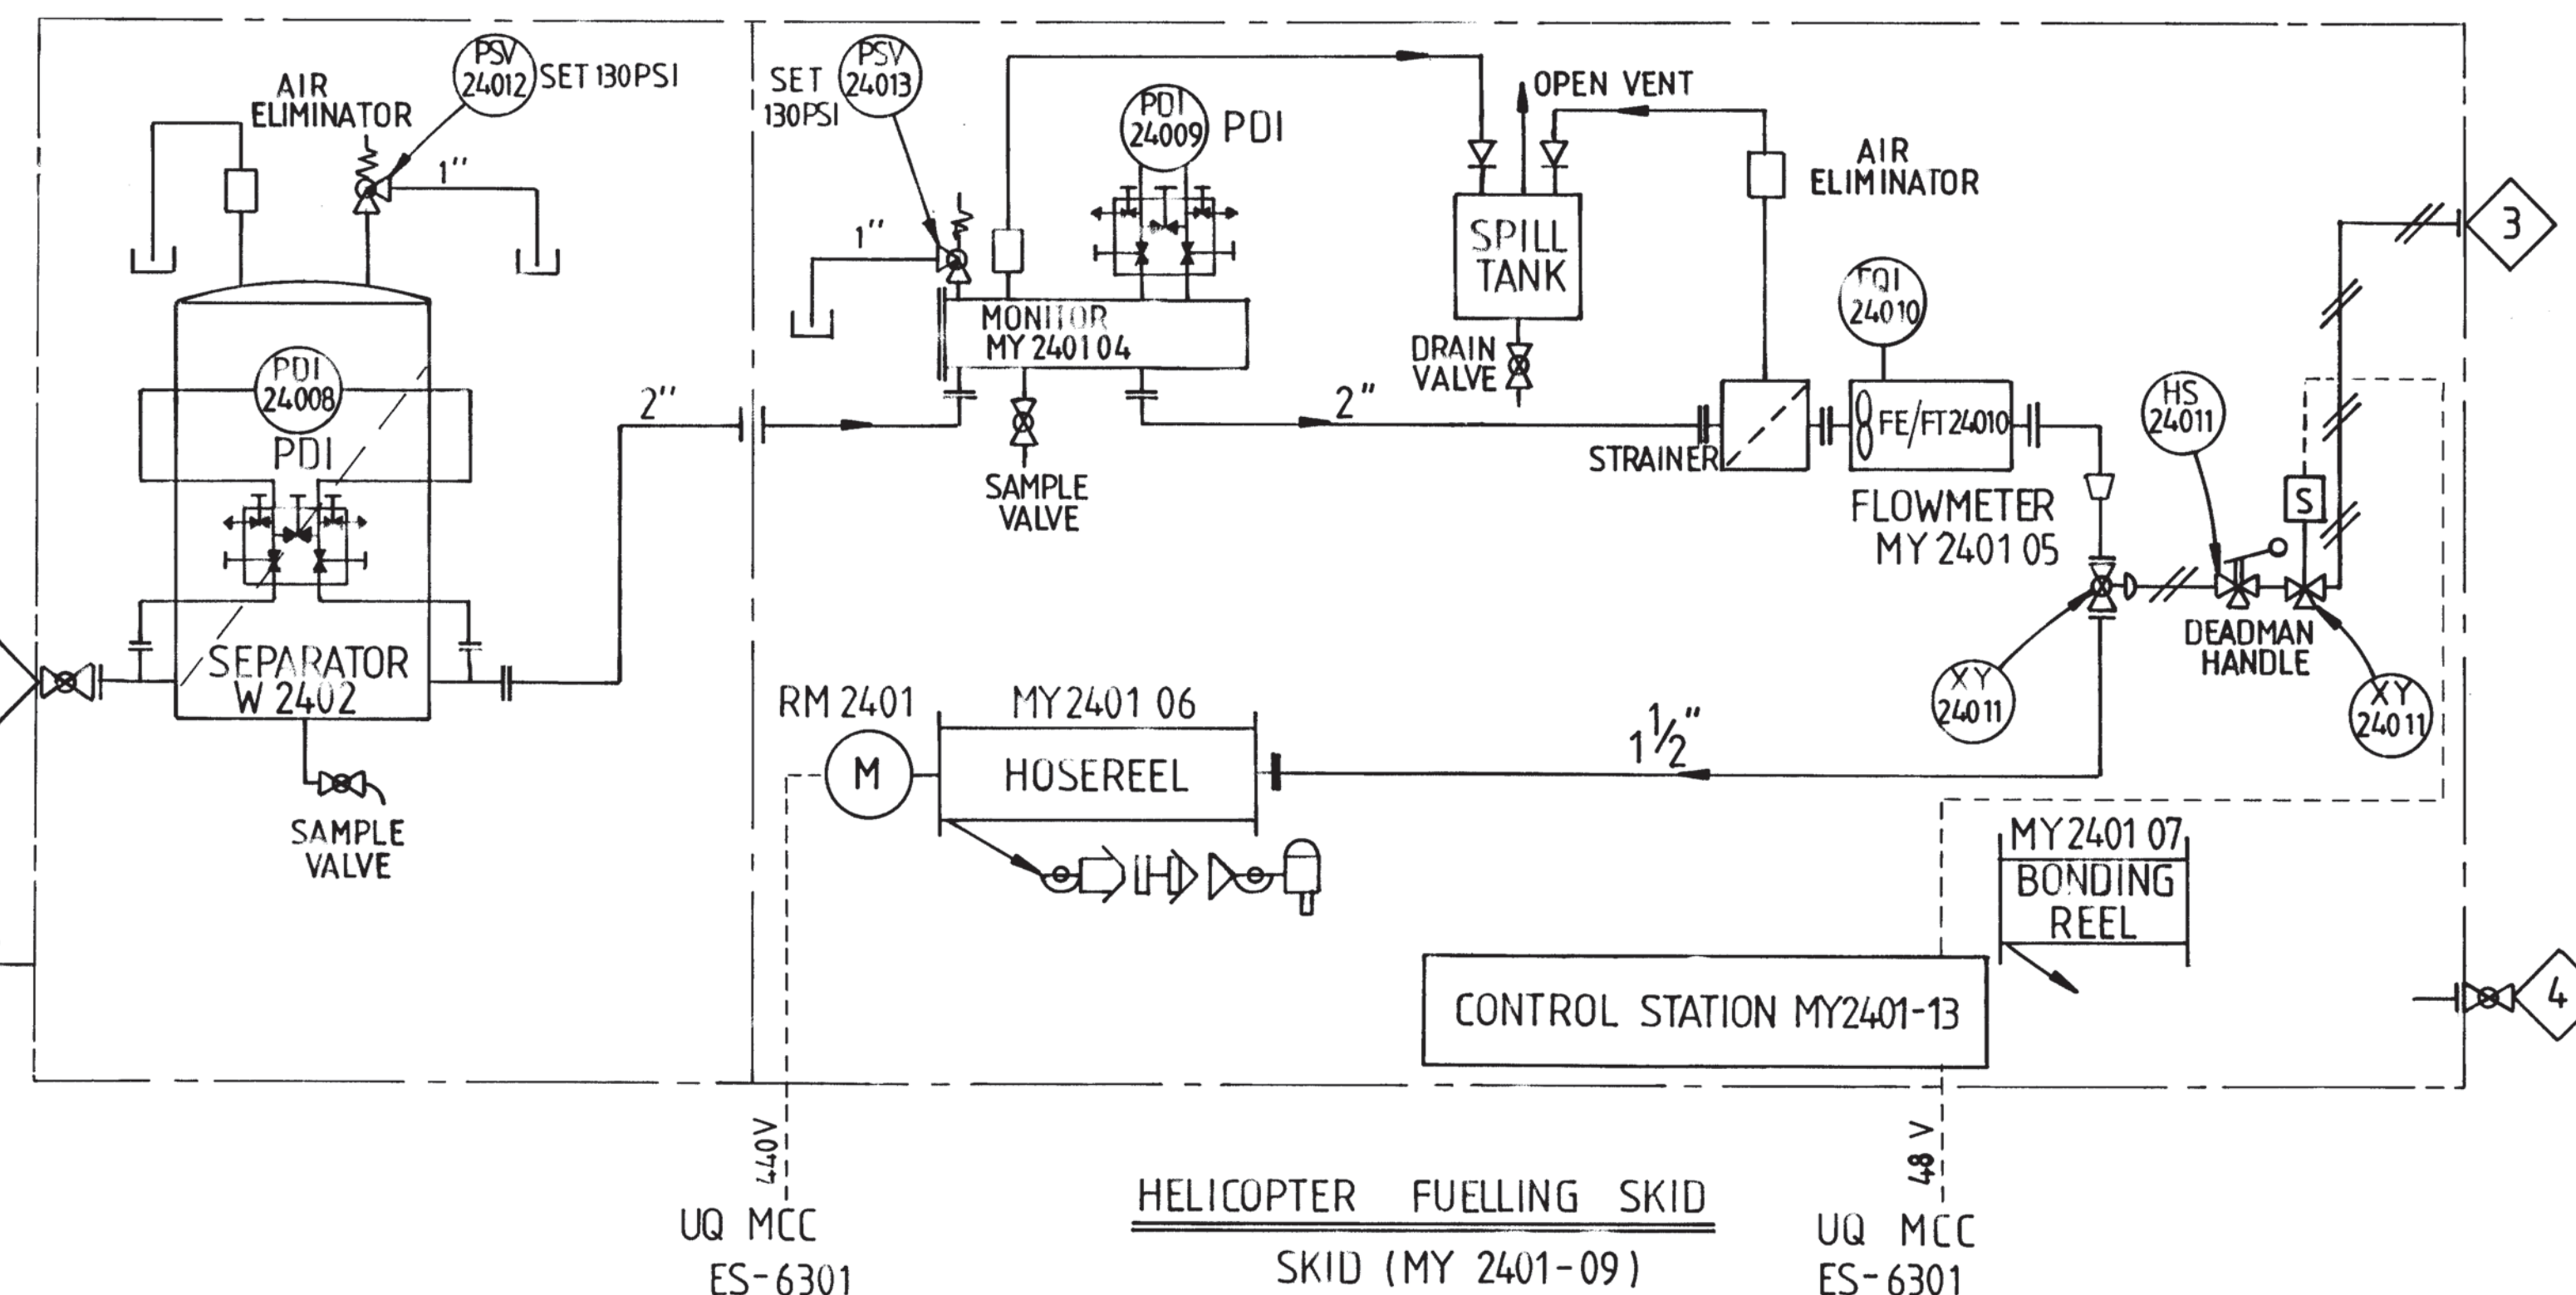 PSV
24012
SET 130PSI
AIR
ELIMINATOR
1"
PDI
24008
PDI
SEPARATOR
W 2402
SAMPLE
VALVE
2"
SET
130PSI
PSV
24013
1"
PDI
24009
PDI
MONITOR
MY 2401 04
SAMPLE
VALVE
2"
OPEN VENT
SPILL
TANK
DRAIN
VALVE
AIR
ELIMINATOR
STRAINER
24010
FE/FT24010
FLOWMETER
MY 2401 05
HS
24011
S
3
DEADMAN
HANDLE
XY
24011
XY
24011
RM 2401
M
MY2401 06
HOSEREEL
1½"
MY2401 07
BONDING
REEL
CONTROL STATION MY2401-13
4
440V
UQ MCC
ES-6301
HELICOPTER FUELLING SKID
SKID (MY 2401-09)
48 V
UQ MCC
ES-6301